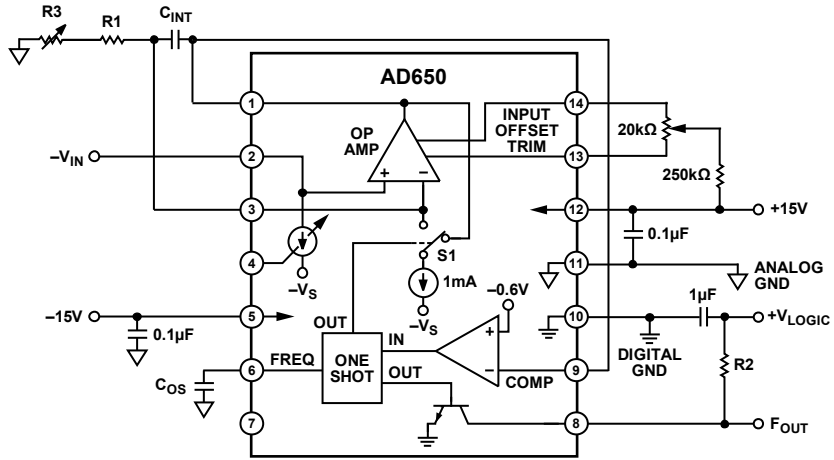 R3
R1
CINT
AD650
1
14
OP
AMP
INPUT
OFFSET
TRIM
20kΩ
–VIN
2
13
250kΩ
+
–
3
12
+15V
S1
0.1µF
4
11
ANALOG
GND
–VS
1mA
–0.6V
1µF
–15V
5
–VS
10
+VLOGIC
0.1µF
OUT
+
DIGITAL
GND
FREQ
ONE
SHOT
IN
OUT
–
COMP
R2
6
9
COS
7
8
FOUT